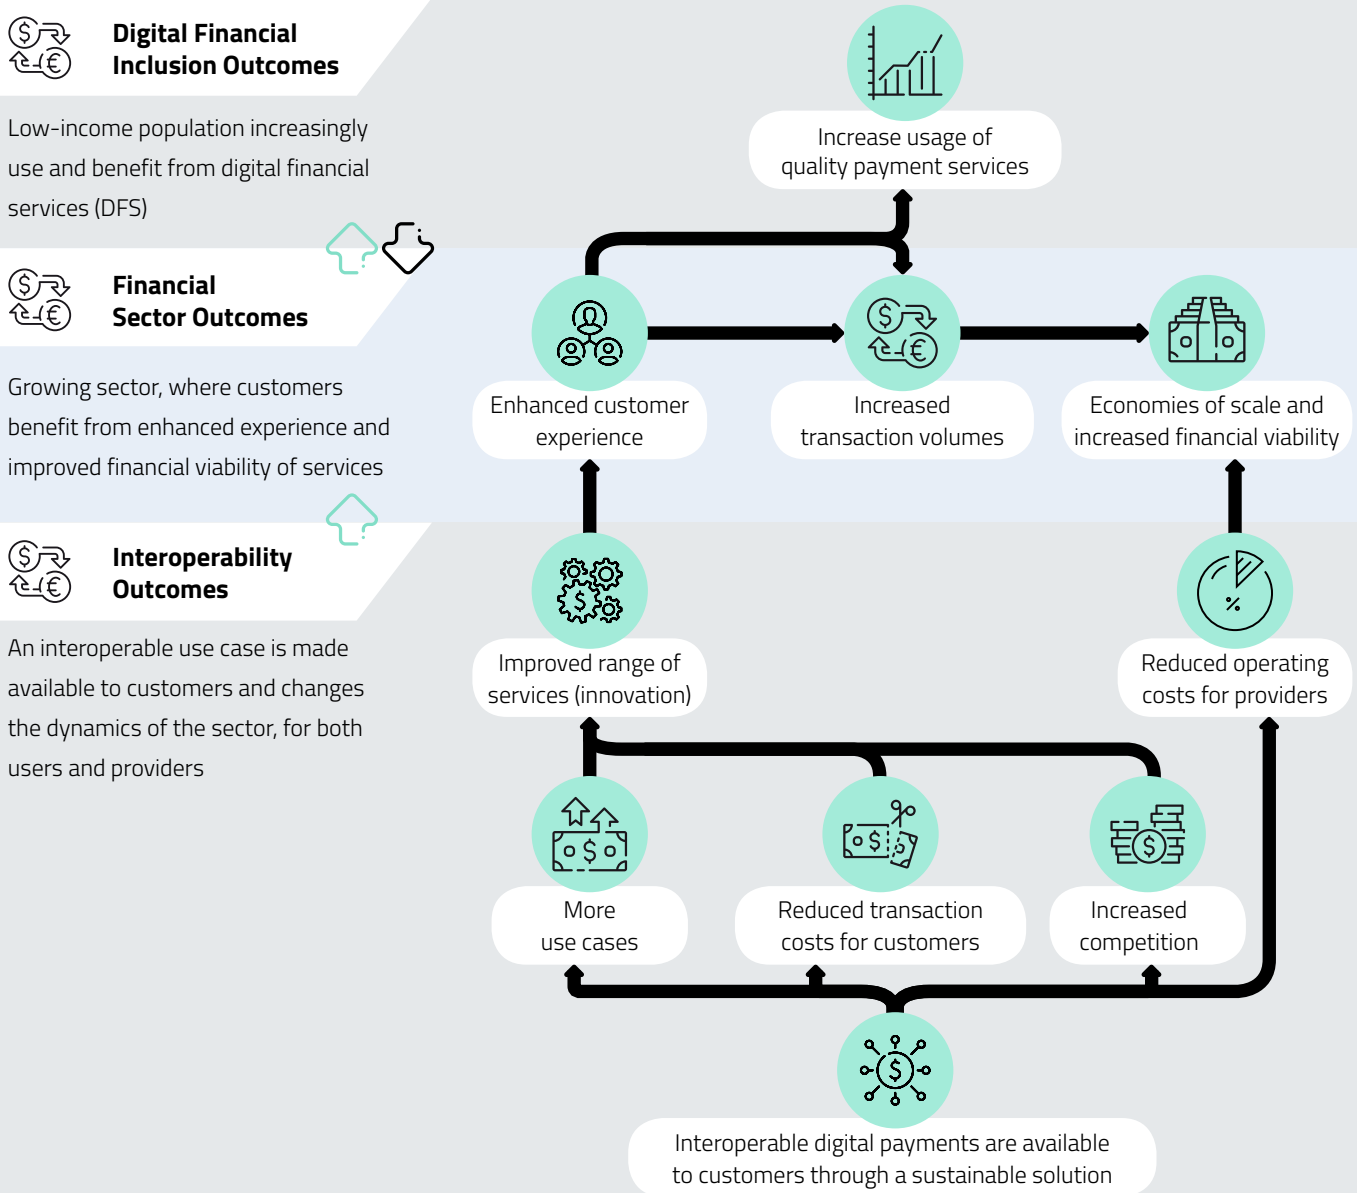 Digital Financial
Inclusion Outcomes
Low-income population increasingly
use and benefit from digital financial
services (DFS)
Increase usage of
quality payment services
Financial
Sector Outcomes
Growing sector, where customers
benefit from enhanced experience and
improved financial viability of services
Enhanced customer
experience
Increased
transaction volumes
Economies of scale and
increased financial viability
Interoperability
Outcomes
An interoperable use case is made
available to customers and changes
the dynamics of the sector, for both
users and providers
Improved range of
services (innovation)
Reduced operating
costs for providers
More
use cases
Reduced transaction
costs for customers
Increased
competition
Interoperable digital payments are available
to customers through a sustainable solution